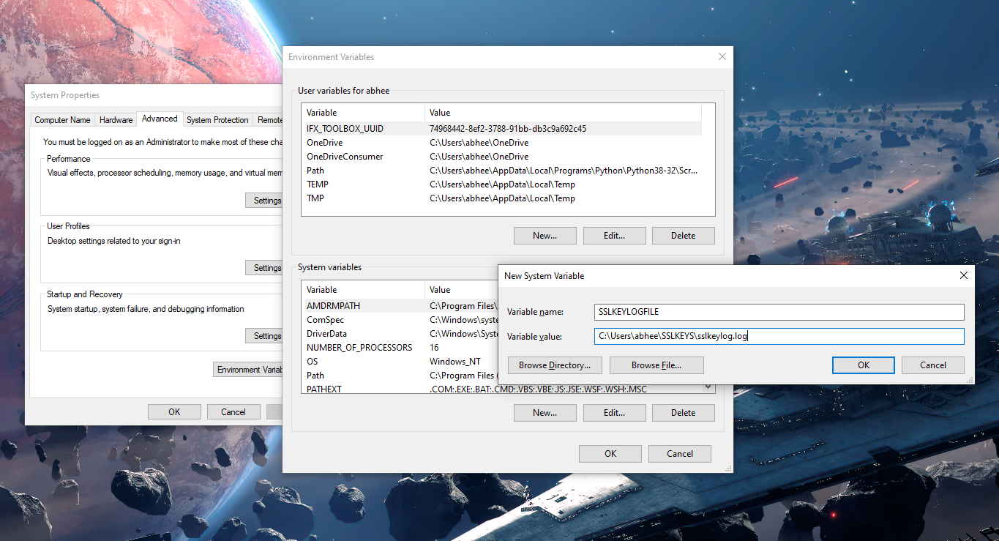 System Properties
Computer Name Hardware Advanced System Protection Remote
You must be logged on as an Administrator to make most of these
Performance
Visual effects, processor scheduling, memory usage, and virtual
Settings
User Profiles
Desktop settings related to your sign-in
Settings
Startup and Recovery
System startup, system failure, and debugging information
Settings
Environment
OK Cancel
Environment Variables
User variables for abhee
Variable Value
IFX_TOOLBOX_UUID 74968442-8ef2-3788-91bb-db3c9a692c45
OneDrive C:\Users\abhee\OneDrive
OneDriveConsumer C:\Users\abhee\OneDrive
Path C:\Users\abhee\AppData\Local\Programs\Python\Python38-32\Scr...
TEMP C:\Users\abhee\AppData\Local\Temp
TMP C:\Users\abhee\AppData\Local\Temp
New... Edit... Delete
System variables
Variable Value
AMDRMPATH C:\Program Files\
ComSpec C:\Windows\syste
DriverData C:\Windows\Syste
NUMBER_OF_PROCESSORS 16
OS Windows_NT
Path C:\Program Files (
PATHEXT .COM;.EXE;.BAT;.CMD;.VBS;.VBE;.JS;.JSE;.WSF;.WSH;.MSC
New... Edit... Delete
OK Cancel
New System Variable
Variable name: SSLKEYLOGFILE
Variable value: C:\Users\abhee\SSLKEYS\sslkeylog.log
Browse Directory... Browse File... OK Cancel